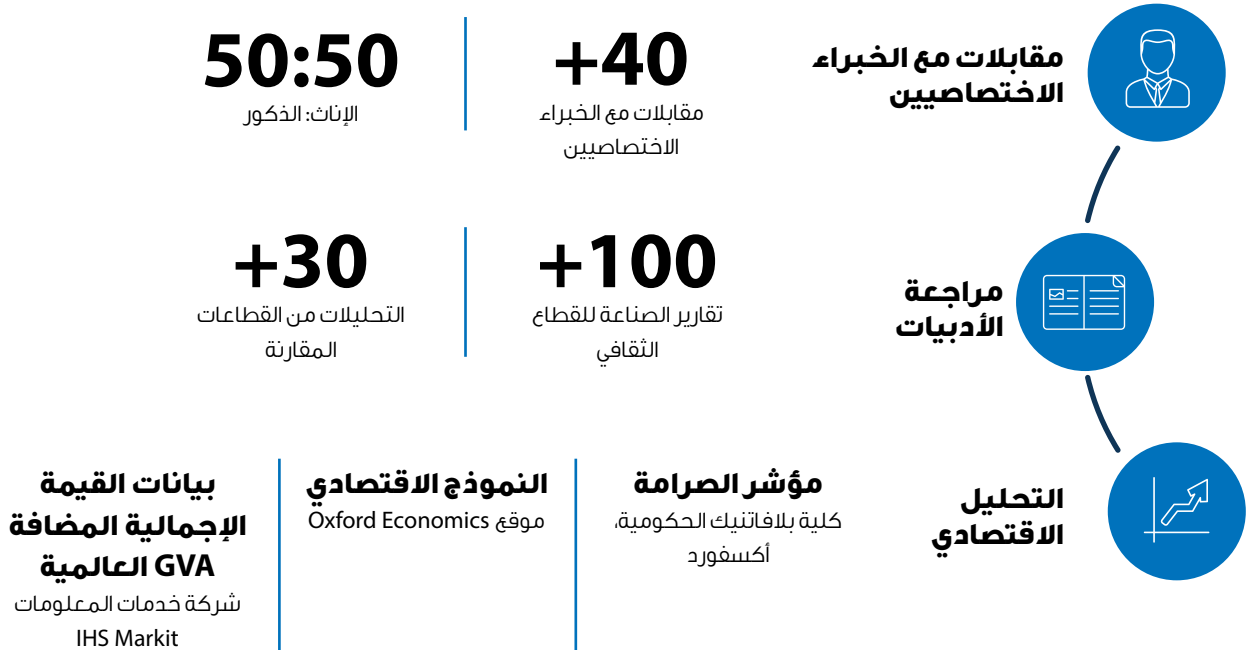 مقابلات مع الخبراء
الاختصاصيين
+40
مقابلات مع الخبراء
الاختصاصيين
50:50
الإناث: الذكور
مراجعة
الأدبيات
+100
تقارير الصناعة للقطاع
الثقافي
+30
التحليلات من القطاعات
المقارنة
التحليل
الاقتصادي
مؤشر الصرامة
كلية بلافاتنيك الحكومية،
أكسفورد
النموذج الاقتصادي
موقع Oxford Economics
بيانات القيمة
الإجمالية المضافة
GVA العالمية
شركة خدمات المعلومات
IHS Markit